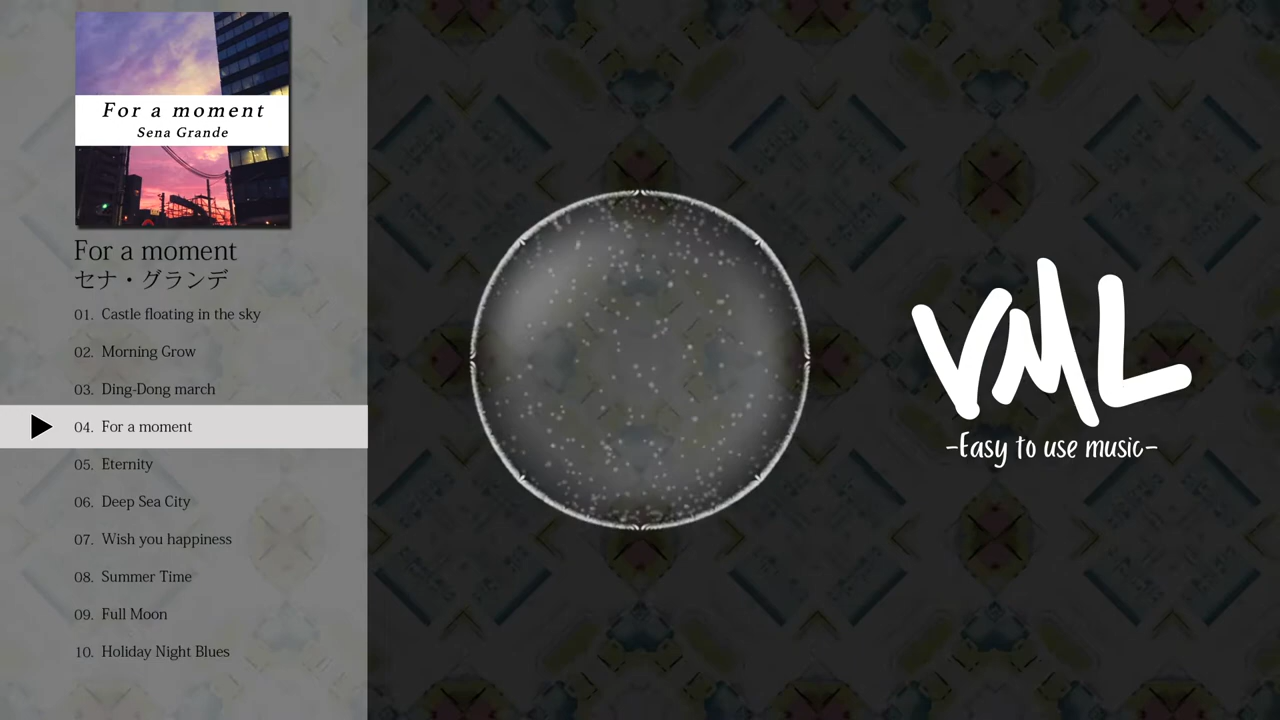 For a moment
Sena Grande
For a moment
セナ・グランデ
01. Castle floating in the sky
02. Morning Grow
03. Ding-Dong march
04. For a moment
05. Eternity
06. Deep Sea City
07. Wish you happiness
08. Summer Time
09. Full Moon
10. Holiday Night Blues
VML
-Easy to use music-